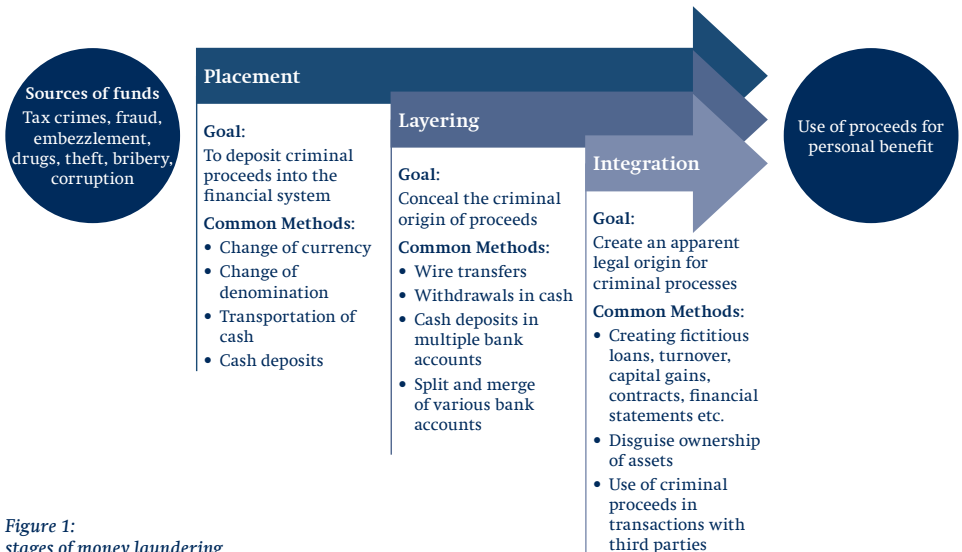 Sources of funds
Tax crimes, fraud,
embezzlement,
drugs, theft, bribery,
corruption
Placement
Goal:
To deposit criminal
proceeds into the
financial system
Common Methods:
• Change of currency
• Change of
denomination
• Transportation of
cash
• Cash deposits
Layering
Goal:
Conceal the criminal
origin of proceeds
Common Methods:
• Wire transfers
• Withdrawals in cash
• Cash deposits in
multiple bank
accounts
• Split and merge
of various bank
accounts
Integration
Goal:
Create an apparent
legal origin for
criminal processes
Common Methods:
• Creating fictitious
loans, turnover,
capital gains,
contracts, financial
statements etc.
• Disguise ownership
of assets
• Use of criminal
proceeds in
transactions with
third parties
Use of proceeds for
personal benefit
Figure 1:
stages of money laundering